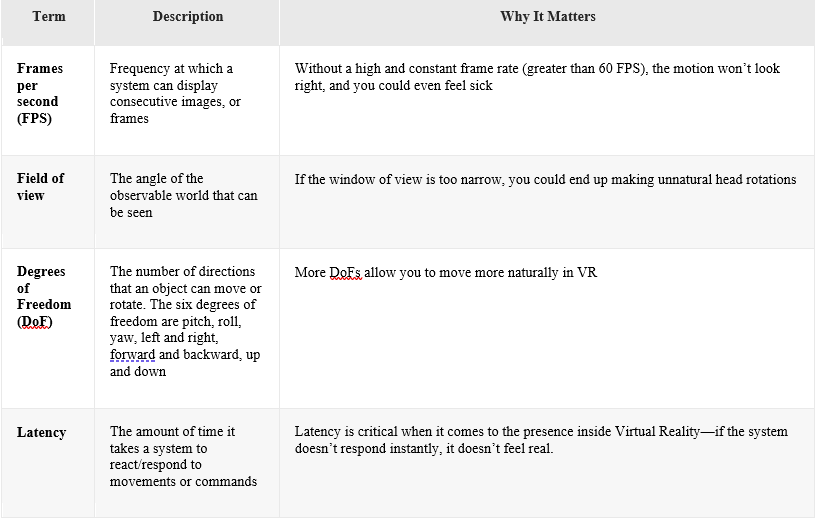 Term Description Why It Matters
Frames
per
second
(FPS)
Frequency at which a
system can display
consecutive images, or
frames
Without a high and constant frame rate (greater than 60 FPS), the motion won’t look
right, and you could even feel sick
Field of
view
The angle of the
observable world that can
be seen
If the window of view is too narrow, you could end up making unnatural head rotations
Degrees
of
Freedom
(DoF)
The number of directions
that an object can move or
rotate. The six degrees of
freedom are pitch, roll,
yaw, left and right,
forward and backward, up
and down
More DoFs allow you to move more naturally in VR
Latency
The amount of time it
takes a system to
react/respond to
movements or commands
Latency is critical when it comes to the presence inside Virtual Reality—if the system
doesn’t respond instantly, it doesn’t feel real.